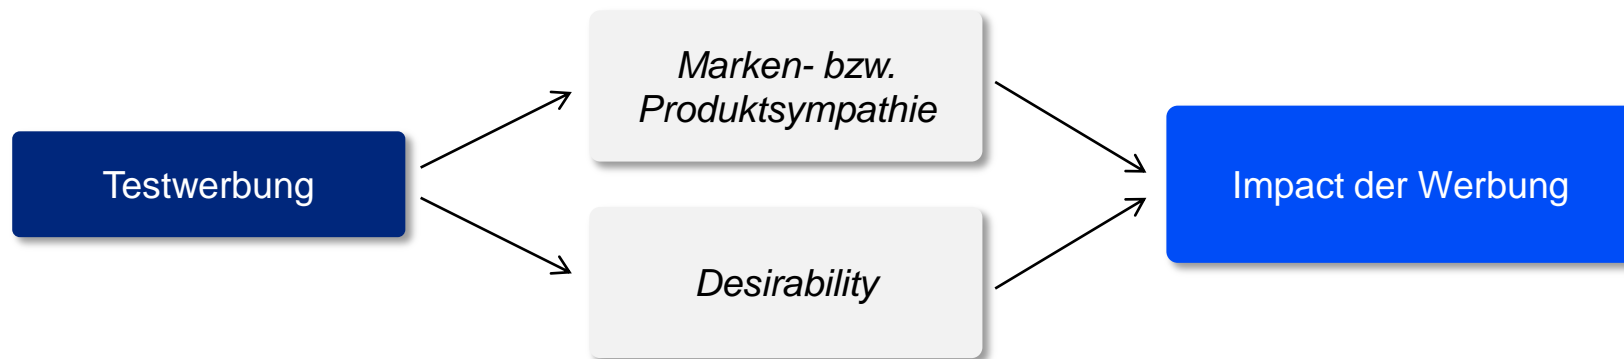 Testwerbung
Marken- bzw.
Produktsympathie
Desirability
Impact der Werbung